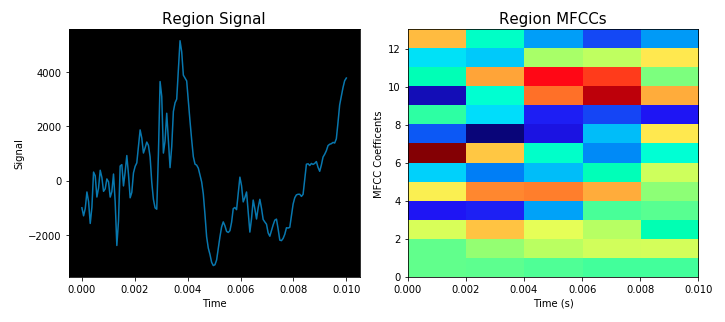 Region Signal
Signal
4000
2000
0
−2000
0.000 0.002 0.004 0.006 0.008 0.010
Time
Region MFCCs
MFCC Coefficents
12
10
8
6
4
2
0
0.000 0.002 0.004 0.006 0.008 0.010
Time (s)